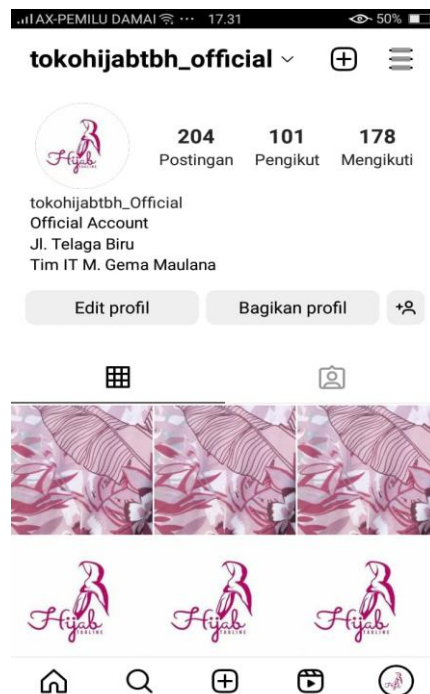 AX-PEMILU DAMAI ... 17.31 50%
tokohijabtbh_official
204 101 178
Postingan Pengikut Mengikuti
Hijab
tokohijabtbh_Official
Official Account
Jl. Telaga Biru
Tim IT M. Gema Maulana
Edit profil Bagikan profil
Hijab Hijab Hijab